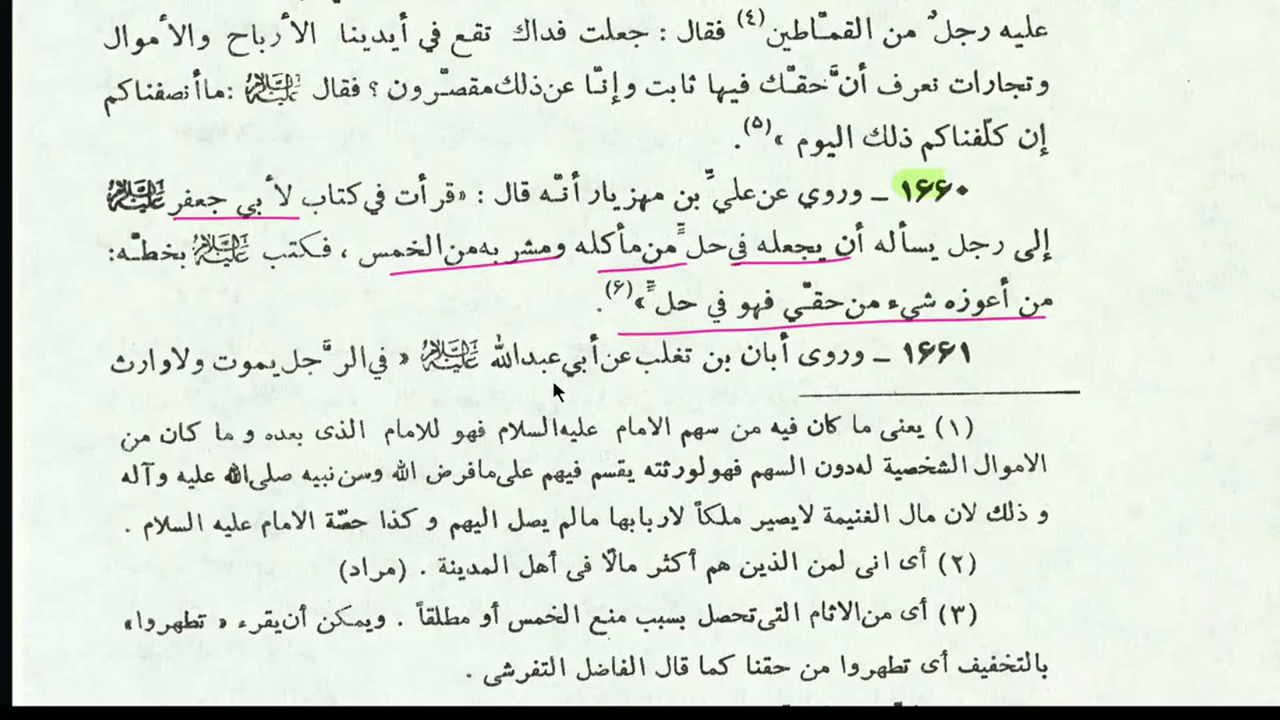 عليه رجلٌ من القمّاطين(٤) فقال : جعلت فداك تقع في أيدينا الأرباح والأموال
وتجارات نعرف أنَّ حقّك فيها ثابت وإنّا عن ذلك مقصّرون ؟ فقال عليه السلام : ما أنصفناكم
إن كلّفناكم ذلك اليوم »(٥).
١٦٦٠ ـ وروي عن عليِّ بن مهزيار أنّه قال : «قرأت في كتاب لأبي جعفر عليه السلام
إلى رجل يسأله أن يجعله في حلٍّ من مأكله ومشربه من الخمس ، فكتب عليه السلام بخطّه:
من أعوزه شيء من حقّي فهو في حلٍّ»(٦).
١٦٦١ ـ وروى أبان بن تغلب عن أبي عبدالله عليه السلام « في الرَّجل يموت ولا وارث
(١) يعنى ما كان فيه من سهم الامام عليه السلام فهو للامام الذى بعده و ما كان من
الاموال الشخصية له دون السهم فهو لورثته يقسم فيهم على ما فرض الله وسن نبيه صلى الله عليه وآله
و ذلك لان مال الغنيمة لايصير ملكاً لاربابها مالم يصل اليهم و كذا حصّة الامام عليه السلام .
(٢) أى انى لمن الذين هم أكثر مالًا فى أهل المدينة . (مراد)
(٣) أى من الاثام التى تحصل بسبب منع الخمس أو مطلقاً . ويمكن أن يقرء « تطهروا»
بالتخفيف أى تطهروا من حقنا كما قال الفاضل التفرشى .